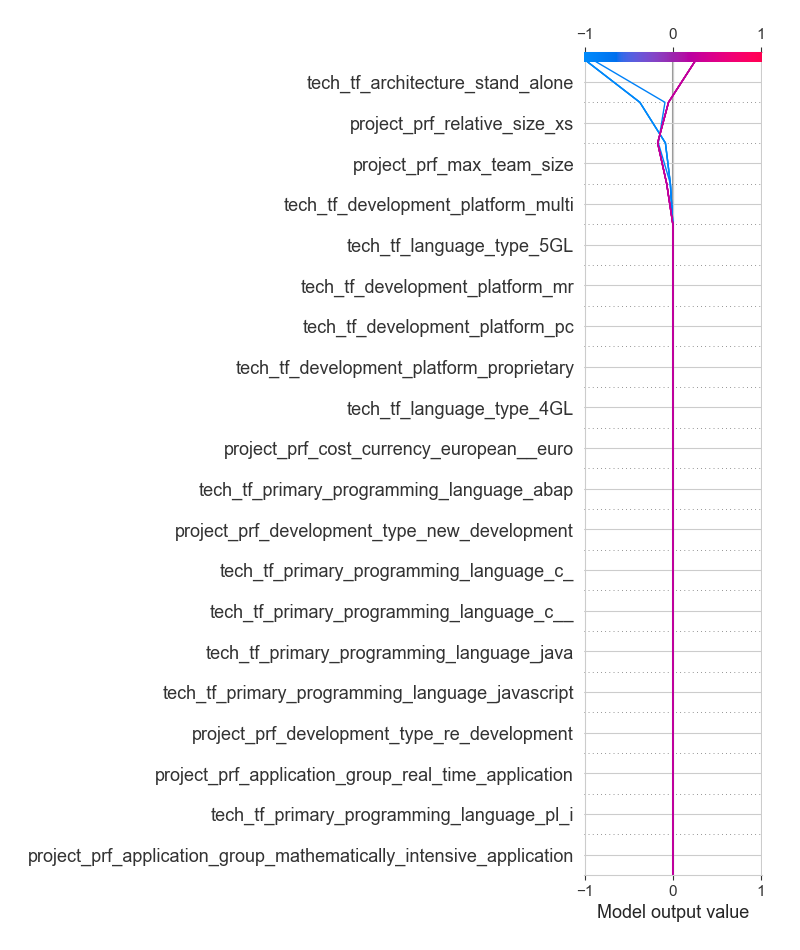 −1 0 1
tech_tf_architecture_stand_alone
project_prf_relative_size_xs
project_prf_max_team_size
tech_tf_development_platform_multi
tech_tf_language_type_5GL
tech_tf_development_platform_mr
tech_tf_development_platform_pc
tech_tf_development_platform_proprietary
tech_tf_language_type_4GL
project_prf_cost_currency_european__euro
tech_tf_primary_programming_language_abap
project_prf_development_type_new_development
tech_tf_primary_programming_language_c_
tech_tf_primary_programming_language_c__
tech_tf_primary_programming_language_java
tech_tf_primary_programming_language_javascript
project_prf_development_type_re_development
project_prf_application_group_real_time_application
tech_tf_primary_programming_language_pl_i
project_prf_application_group_mathematically_intensive_application
−1 0 1
Model output value